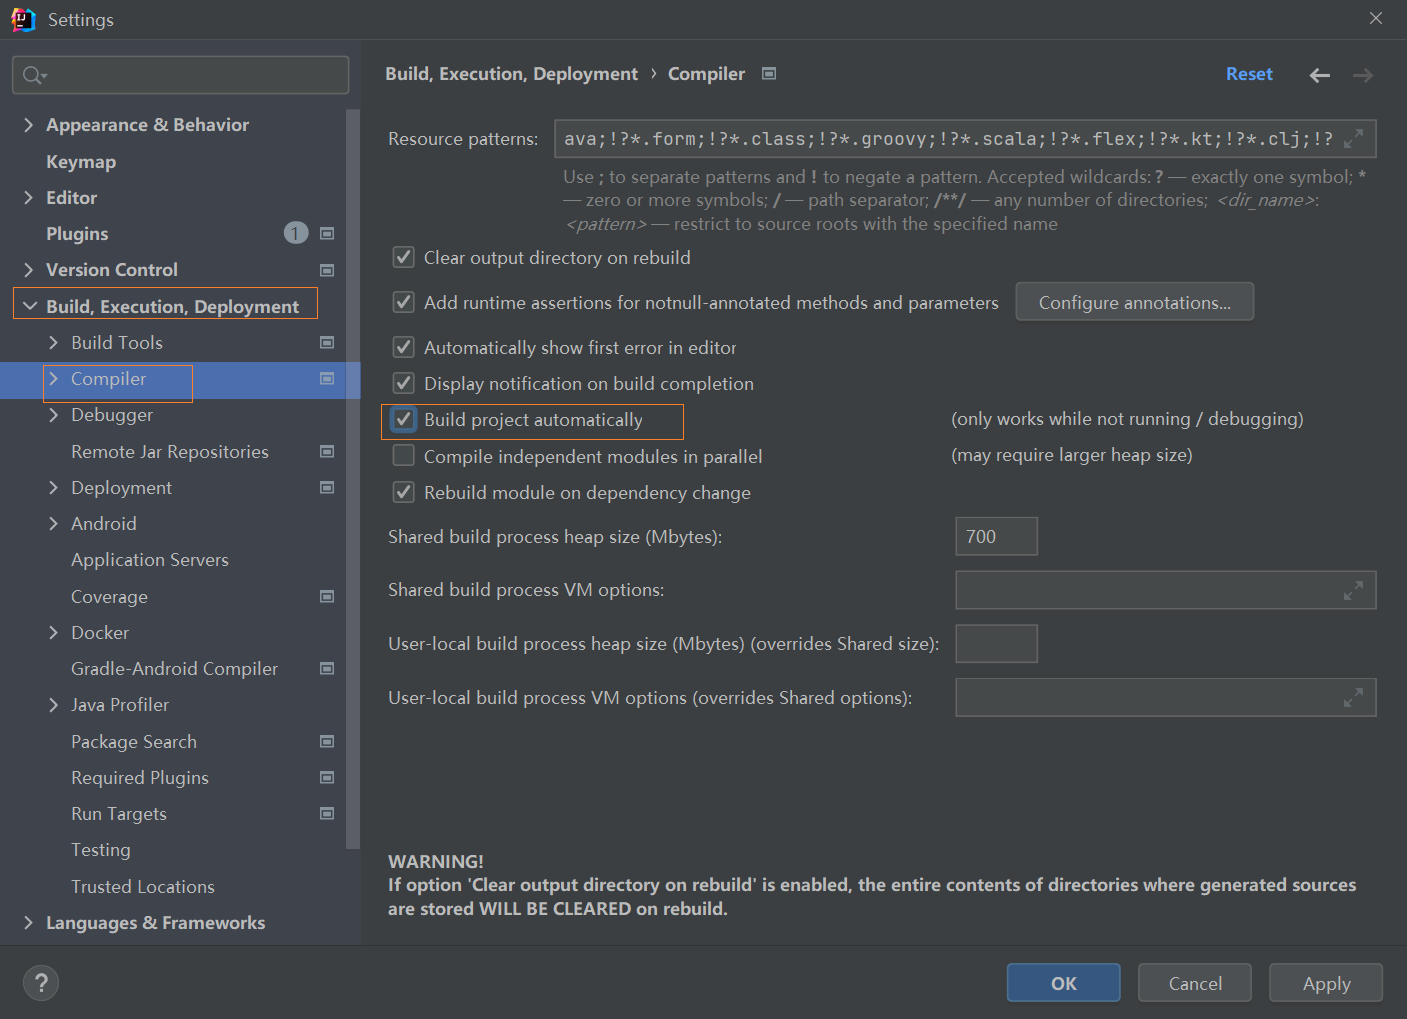 Settings
Appearance & Behavior
Keymap
Editor
Plugins 1
Version Control
Build, Execution, Deployment
Build Tools
Compiler
Debugger
Remote Jar Repositories
Deployment
Android
Application Servers
Coverage
Docker
Gradle-Android Compiler
Java Profiler
Package Search
Required Plugins
Run Targets
Testing
Trusted Locations
Languages & Frameworks
Build, Execution, Deployment › Compiler
Reset
Resource patterns: ava;!?*.form;!?*.class;!?*.groovy;!?*.scala;!?*.flex;!?*.kt;!?*.clj;!?
Use ; to separate patterns and ! to negate a pattern. Accepted wildcards: ? — exactly one symbol; *
— zero or more symbols; / — path separator; /**/ — any number of directories; <dir_name>:
<pattern> — restrict to source roots with the specified name
Clear output directory on rebuild
Add runtime assertions for notnull-annotated methods and parameters Configure annotations...
Automatically show first error in editor
Display notification on build completion
Build project automatically (only works while not running / debugging)
Compile independent modules in parallel (may require larger heap size)
Rebuild module on dependency change
Shared build process heap size (Mbytes): 700
Shared build process VM options:
User-local build process heap size (Mbytes) (overrides Shared size):
User-local build process VM options (overrides Shared options):
WARNING!
If option 'Clear output directory on rebuild' is enabled, the entire contents of directories where generated sources
are stored WILL BE CLEARED on rebuild.
? OK Cancel Apply